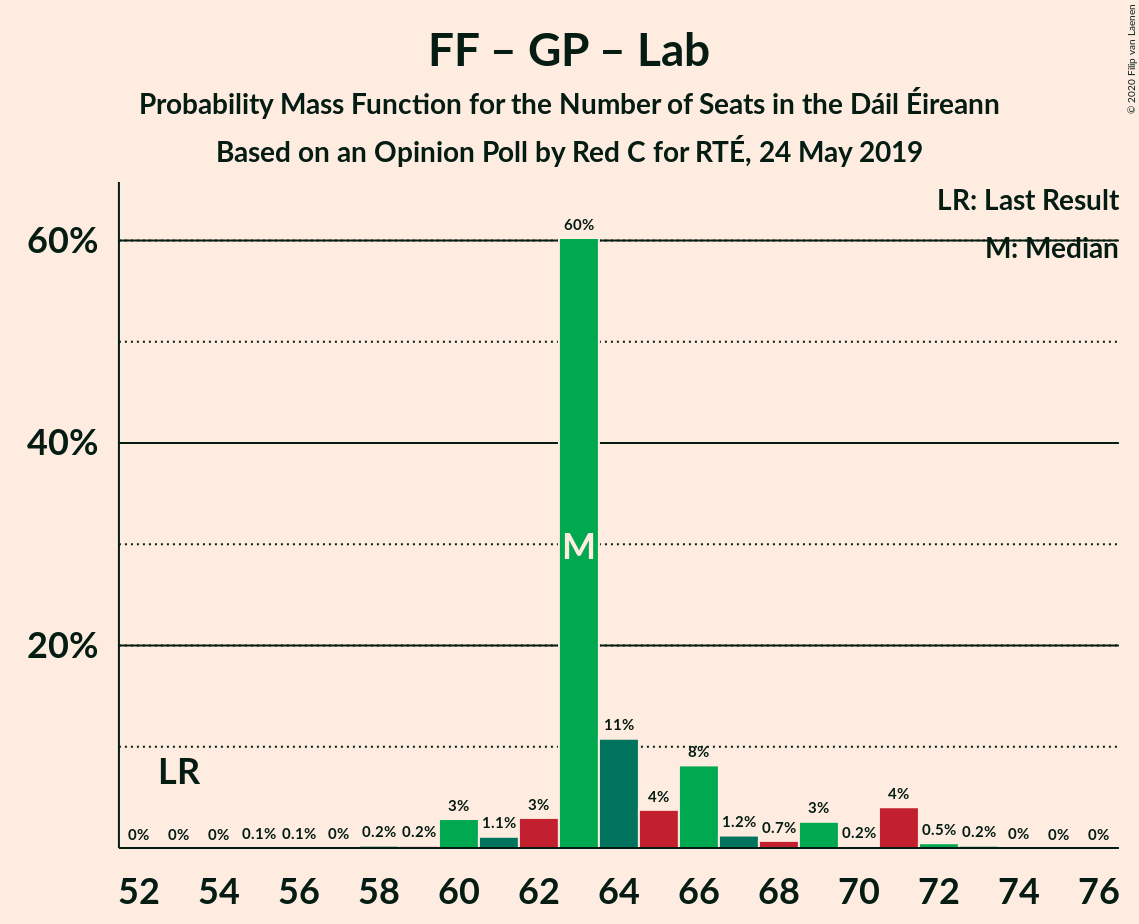 FF – GP – Lab
Probability Mass Function for the Number of Seats in the Dáil Éireann
Based on an Opinion Poll by Red C for RTÉ, 24 May 2019
© 2020 Filip van Laenen
LR: Last Result
M: Median
60%
40%
20%
0% 0% 0% 0.1% 0.1% 0% 0.2% 0.2% 3% 1.1% 3% 60% 11% 4% 8% 1.2% 0.7% 3% 0.2% 4% 0.5% 0.2% 0% 0% 0%
M
LR
52 54 56 58 60 62 64 66 68 70 72 74 76